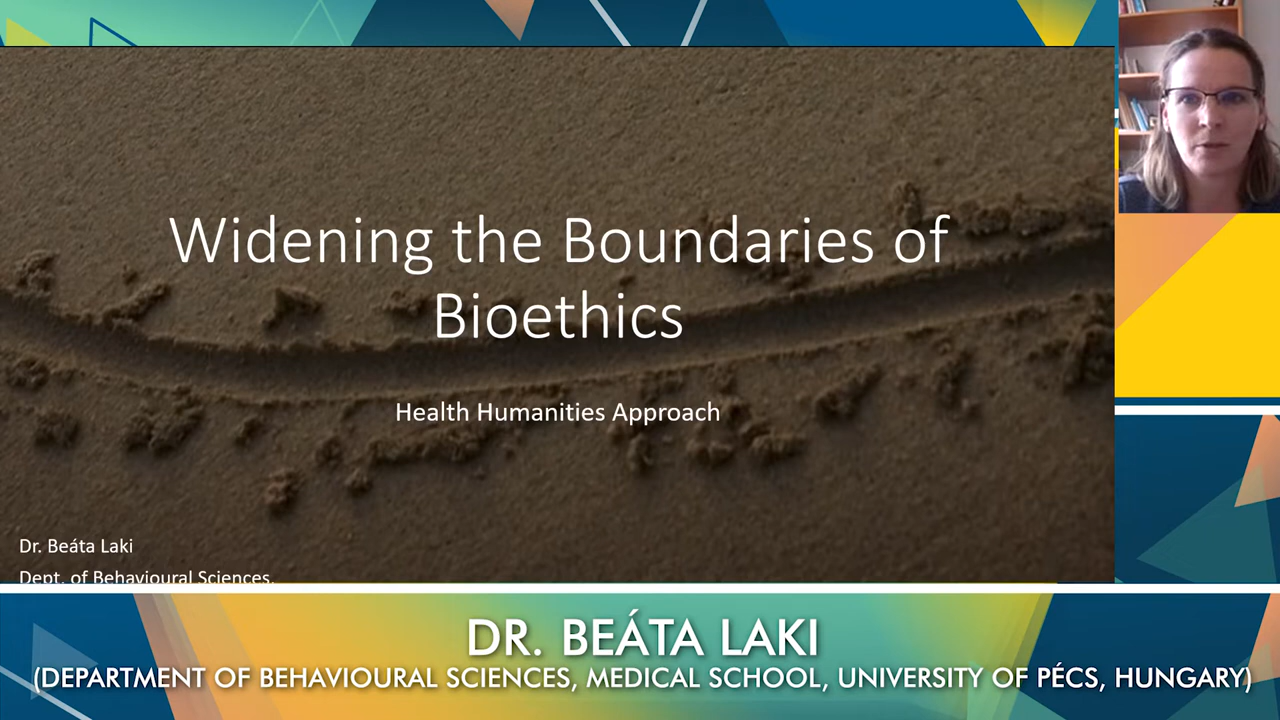 Widening the Boundaries of
Bioethics
Health Humanities Approach
Dr. Beáta Laki
Dept. of Behavioural Sciences,
DR. BEÁTA LAKI
(DEPARTMENT OF BEHAVIOURAL SCIENCES, MEDICAL SCHOOL, UNIVERSITY OF PÉCS, HUNGARY)